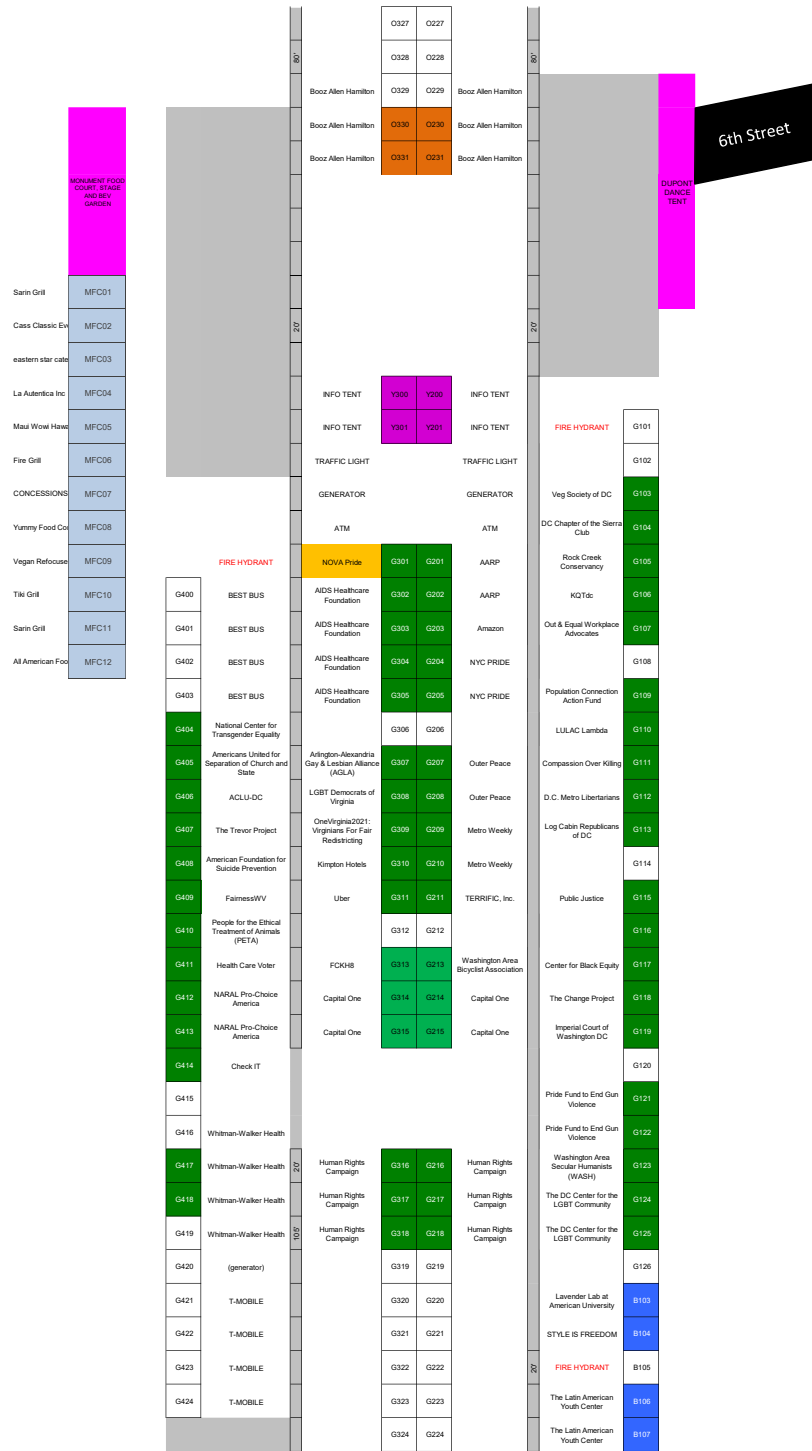 O327 O227
80' O328 O228 80'
Booz Allen Hamilton O329 O229 Booz Allen Hamilton
Booz Allen Hamilton O330 O230 Booz Allen Hamilton
6th Street
Booz Allen Hamilton O331 O231 Booz Allen Hamilton
MONUMENT FOOD
COURT, STAGE
AND BEV
GARDEN
DUPONT
DANCE
TENT
Sarin Grill MFC01
Cass Classic Eve MFC02 20' 20'
eastern star cate MFC03
La Autentica Inc MFC04 INFO TENT Y300 Y200 INFO TENT
Maui Wowi Hawa MFC05 INFO TENT Y301 Y201 INFO TENT FIRE HYDRANT G101
Fire Grill MFC06 TRAFFIC LIGHT TRAFFIC LIGHT G102
CONCESSIONS MFC07 GENERATOR GENERATOR Veg Society of DC G103
Yummy Food Co MFC08 ATM ATM DC Chapter of the Sierra
Club G104
Vegan Refocuse MFC09 FIRE HYDRANT NOVA Pride G301 G201 AARP Rock Creek
Conservancy G105
Tiki Grill MFC10 G400 BEST BUS AIDS Healthcare
Foundation G302 G202 AARP KQTdc G106
Sarin Grill MFC11 G401 BEST BUS AIDS Healthcare
Foundation G303 G203 Amazon Out & Equal Workplace
Advocates G107
All American Foo MFC12 G402 BEST BUS AIDS Healthcare
Foundation G304 G204 NYC PRIDE G108
G403 BEST BUS AIDS Healthcare
Foundation G305 G205 NYC PRIDE Population Connection
Action Fund G109
G404 National Center for
Transgender Equality G306 G206 LULAC Lambda G110
G405 Americans United for
Separation of Church and
State Arlington-Alexandria
Gay & Lesbian Alliance
(AGLA) G307 G207 Outer Peace Compassion Over Killing G111
G406 ACLU-DC LGBT Democrats of
Virginia G308 G208 Outer Peace D.C. Metro Libertarians G112
G407 The Trevor Project OneVirginia2021:
Virginians For Fair
Redistricting G309 G209 Metro Weekly Log Cabin Republicans
of DC G113
G408 American Foundation for
Suicide Prevention Kimpton Hotels G310 G210 Metro Weekly G114
G409 FairnessWV Uber G311 G211 TERRIFIC, Inc. Public Justice G115
G410 People for the Ethical
Treatment of Animals
(PETA) G312 G212 G116
G411 Health Care Voter FCKH8 G313 G213 Washington Area
Bicyclist Association Center for Black Equity G117
G412 NARAL Pro-Choice
America Capital One G314 G214 Capital One The Change Project G118
G413 NARAL Pro-Choice
America Capital One G315 G215 Capital One Imperial Court of
Washington DC G119
G414 Check IT G120
G415 Pride Fund to End Gun
Violence G121
G416 Whitman-Walker Health Pride Fund to End Gun
Violence G122
G417 Whitman-Walker Health 20' Human Rights
Campaign G316 G216 Human Rights
Campaign Washington Area
Secular Humanists
(WASH) G123
G418 Whitman-Walker Health Human Rights
Campaign G317 G217 Human Rights
Campaign The DC Center for the
LGBT Community G124
G419 Whitman-Walker Health 105' Human Rights
Campaign G318 G218 Human Rights
Campaign The DC Center for the
LGBT Community G125
G420 (generator) G319 G219 G126
G421 T-MOBILE G320 G220 Lavender Lab at
American University B103
G422 T-MOBILE G321 G221 STYLE IS FREEDOM B104
G423 T-MOBILE G322 G222 20' FIRE HYDRANT B105
G424 T-MOBILE G323 G223 The Latin American
Youth Center B106
G324 G224 The Latin American
Youth Center B107